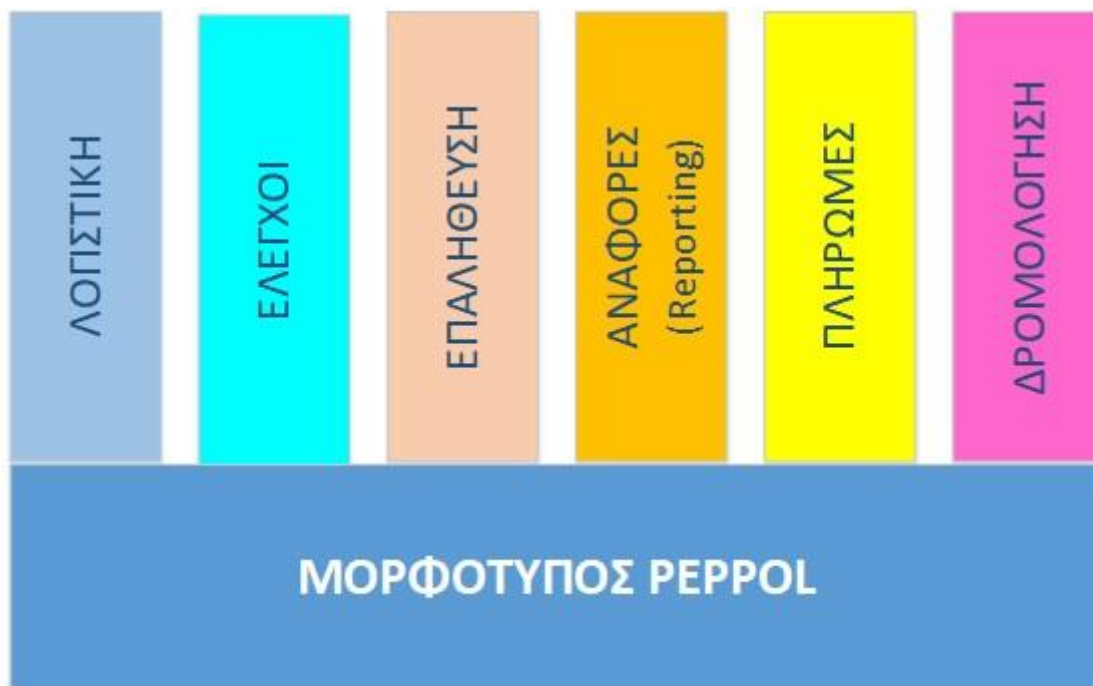 ΛΟΓΙΣΤΙΚΗ
ΕΛΕΓΧΟΙ
ΕΠΑΛΗΘΕΥΣΗ
ΑΝΑΦΟΡΕΣ
(Reporting)
ΠΛΗΡΩΜΕΣ
ΔΡΟΜΟΛΟΓΗΣΗ
ΜΟΡΦΟΤΥΠΟΣ PEPPOL